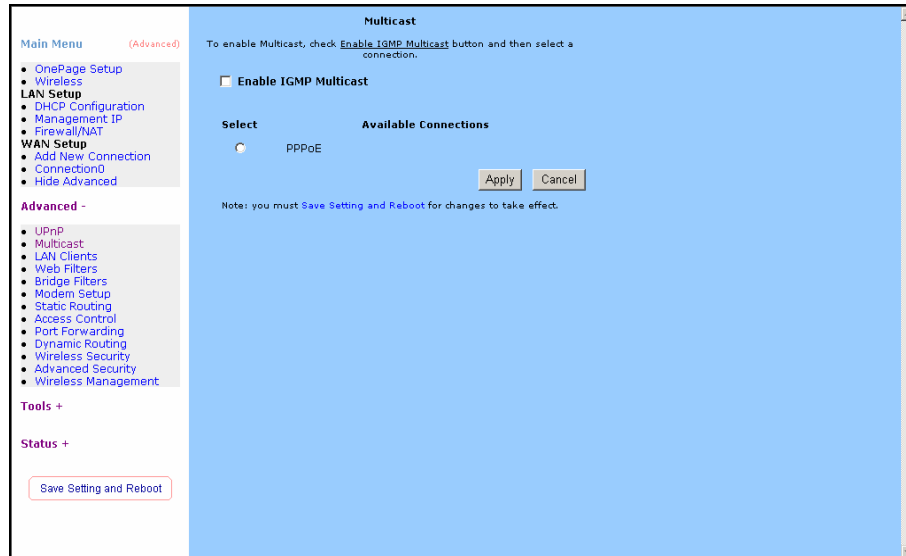 Main Menu (Advanced)
OnePage Setup
Wireless
LAN Setup
DHCP Configuration
Management IP
Firewall/NAT
WAN Setup
Add New Connection
Connection0
Hide Advanced
Advanced -
UPnP
Multicast
LAN Clients
Web Filters
Bridge Filters
Modem Setup
Static Routing
Access Control
Port Forwarding
Dynamic Routing
Wireless Security
Advanced Security
Wireless Management
Tools +
Status +
Save Setting and Reboot
Multicast
To enable Multicast, check Enable IGMP Multicast button and then select a
connection.
Enable IGMP Multicast
Select Available Connections
PPPoE
Apply Cancel
Note: you must Save Setting and Reboot for changes to take effect.